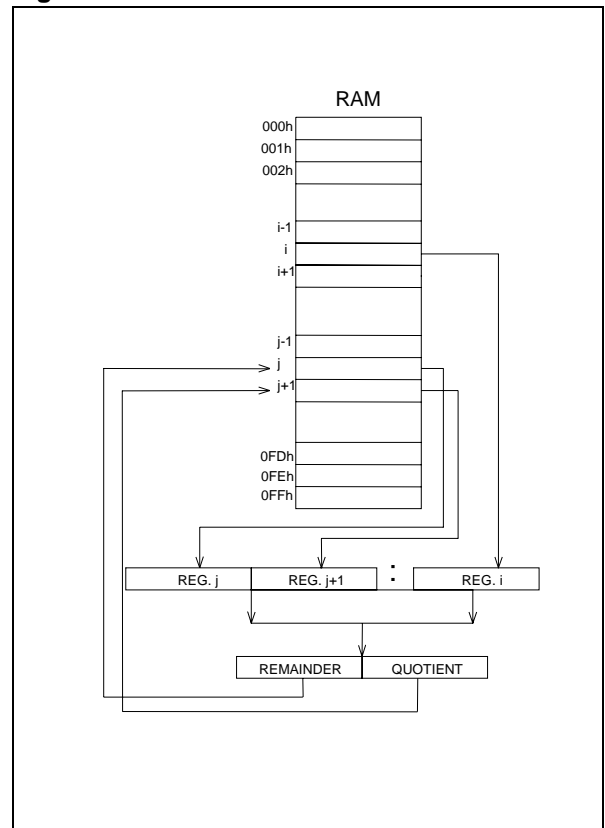 RAM
000h
001h
002h
i-1
i
i+1
j-1
j
j+1
0FDh
0FEh
0FFh
REG. j REG. j+1 : REG. i
REMAINDER QUOTIENT